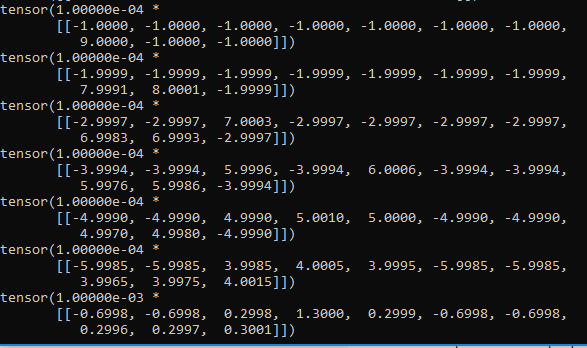 tensor(1.00000e-04 *
[[-1.0000, -1.0000, -1.0000, -1.0000, -1.0000, -1.0000, -1.0000,
9.0000, -1.0000, -1.0000]])
tensor(1.00000e-04 *
[[-1.9999, -1.9999, -1.9999, -1.9999, -1.9999, -1.9999, -1.9999,
7.9991, 8.0001, -1.9999]])
tensor(1.00000e-04 *
[[-2.9997, -2.9997, 7.0003, -2.9997, -2.9997, -2.9997, -2.9997,
6.9983, 6.9993, -2.9997]])
tensor(1.00000e-04 *
[[-3.9994, -3.9994, 5.9996, -3.9994, 6.0006, -3.9994, -3.9994,
5.9976, 5.9986, -3.9994]])
tensor(1.00000e-04 *
[[-4.9990, -4.9990, 4.9990, 5.0010, 5.0000, -4.9990, -4.9990,
4.9970, 4.9980, -4.9990]])
tensor(1.00000e-04 *
[[-5.9985, -5.9985, 3.9985, 4.0005, 3.9995, -5.9985, -5.9985,
3.9965, 3.9975, 4.0015]])
tensor(1.00000e-03 *
[[-0.6998, -0.6998, 0.2998, 1.3000, 0.2999, -0.6998, -0.6998,
0.2996, 0.2997, 0.3001]])